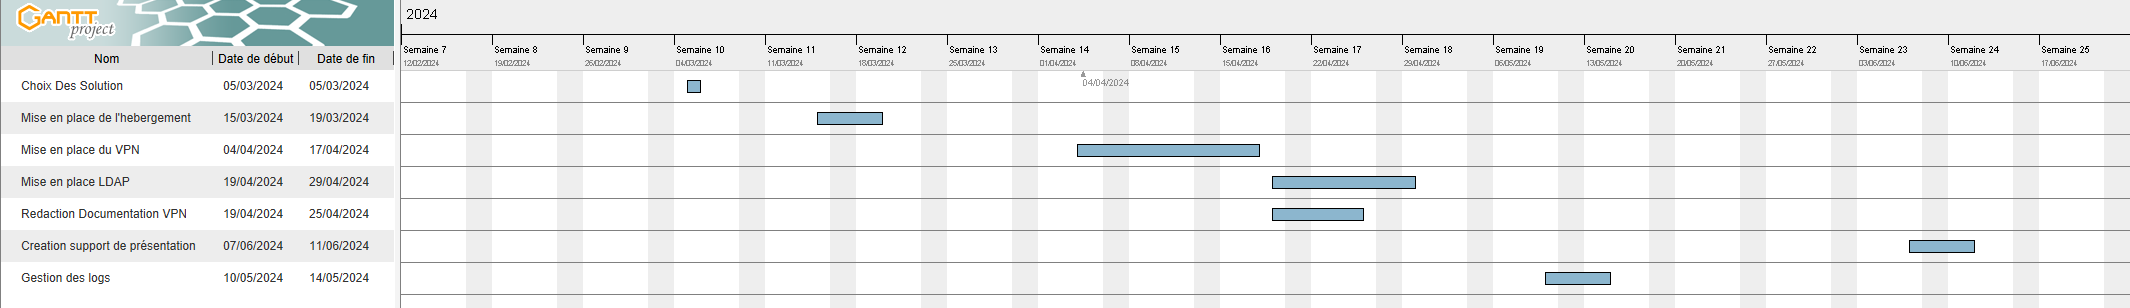 GANTT
project
2024
Semaine 7 Semaine 8 Semaine 9 Semaine 10 Semaine 11 Semaine 12 Semaine 13 Semaine 14 Semaine 15 Semaine 16 Semaine 17 Semaine 18 Semaine 19 Semaine 20 Semaine 21 Semaine 22 Semaine 23 Semaine 24 Semaine 25
Nom Date de début Date de fin
12/02/2024 19/02/2024 26/02/2024 04/03/2024 11/03/2024 18/03/2024 25/03/2024 01/04/2024 08/04/2024 15/04/2024 22/04/2024 29/04/2024 06/05/2024 13/05/2024 20/05/2024 27/05/2024 03/06/2024 10/06/2024 17/06/2024
Choix Des Solution 05/03/2024 05/03/2024
04/04/2024
Mise en place de l'hebergement 15/03/2024 19/03/2024
Mise en place du VPN 04/04/2024 17/04/2024
Mise en place LDAP 19/04/2024 29/04/2024
Redaction Documentation VPN 19/04/2024 25/04/2024
Creation support de présentation 07/06/2024 11/06/2024
Gestion des logs 10/05/2024 14/05/2024